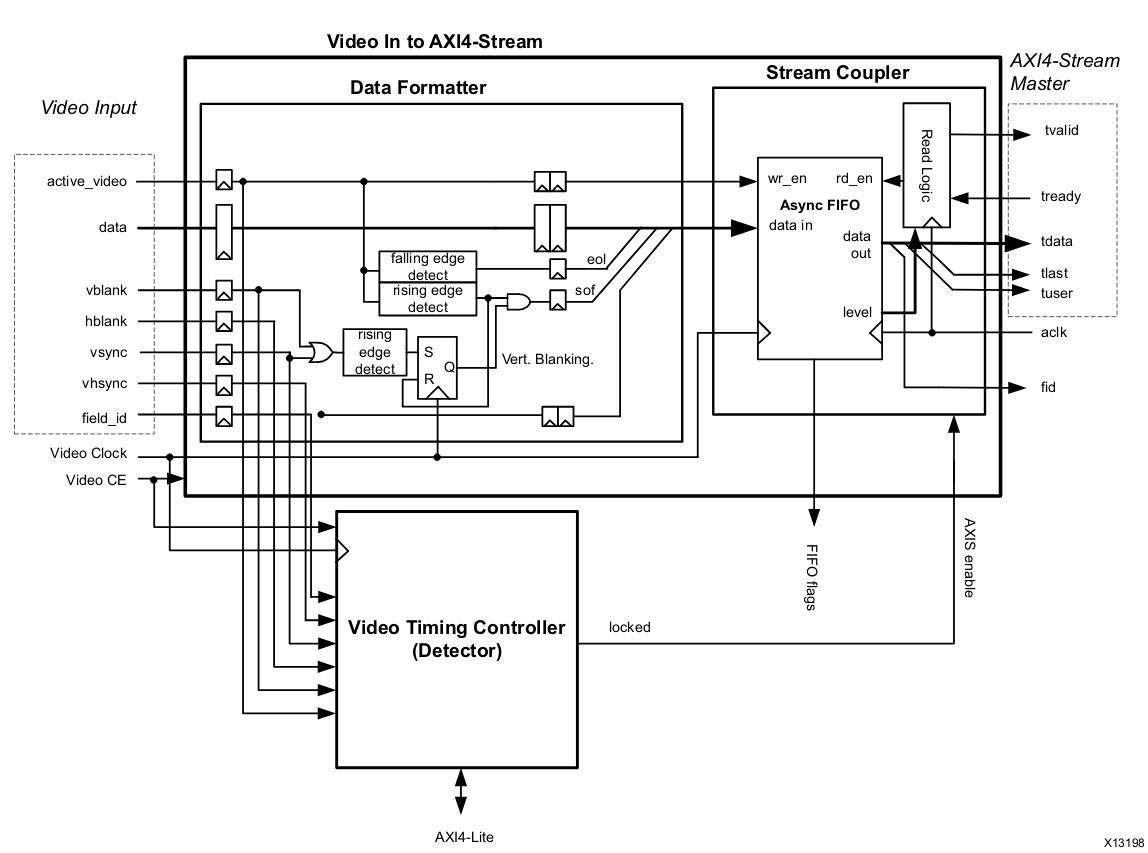 Video In to AXI4-Stream
AXI4-Stream
Master
Stream Coupler
Data Formatter
Video Input
active_video
data
vblank
hblank
vsync
vhsync
field_id
Video Clock
Video CE
falling edge
detect
rising edge
detect
rising
edge
detect
S
R
Q
eol
sof
Vert. Blanking.
wr_en
rd_en
Async FIFO
data in
data
out
level
Read Logic
tvalid
tready
tdata
tlast
tuser
aclk
fid
FIFO flags
AXIS enable
locked
Video Timing Controller
(Detector)
AXI4-Lite
X13198